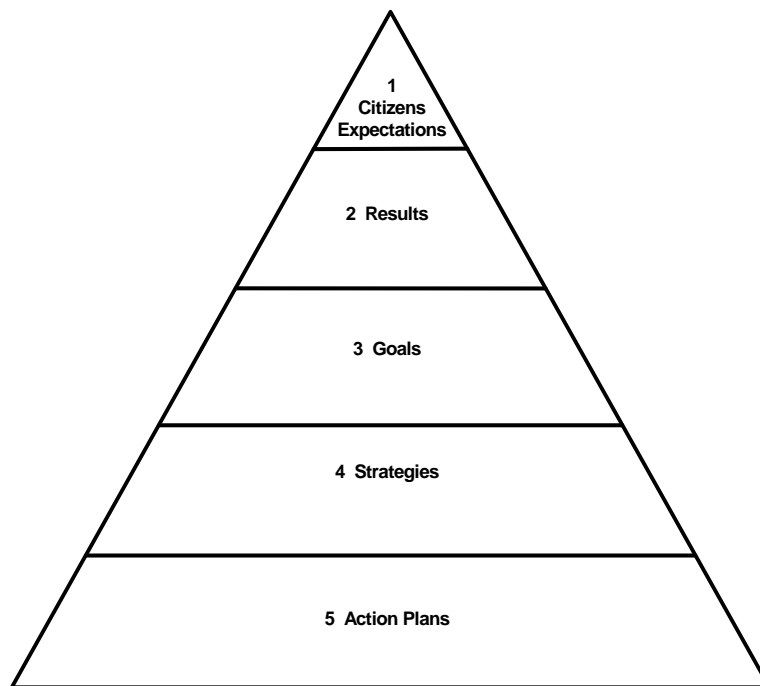 1
Citizens
Expectations
2 Results
3 Goals
4 Strategies
5 Action Plans